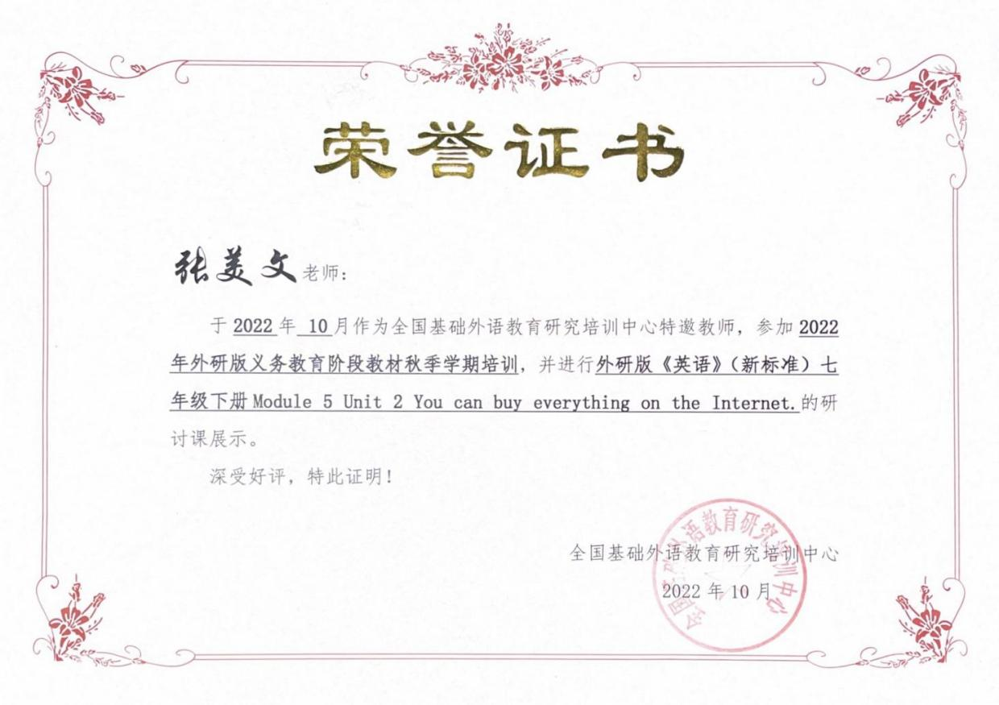 荣誉证书
张美文老师：
于 2022 年 10 月作为全国基础外语教育研究培训中心特邀教师，参加 2022
年外研版义务教育阶段教材秋季学期培训，并进行外研版《英语》（新标准）七
年级下册 Module 5 Unit 2 You can buy everything on the Internet. 的研
讨课展示。
深受好评，特此证明！
全国基础外语教育研究培训中心
2022 年 10 月
全国基础外语教育研究培训中心